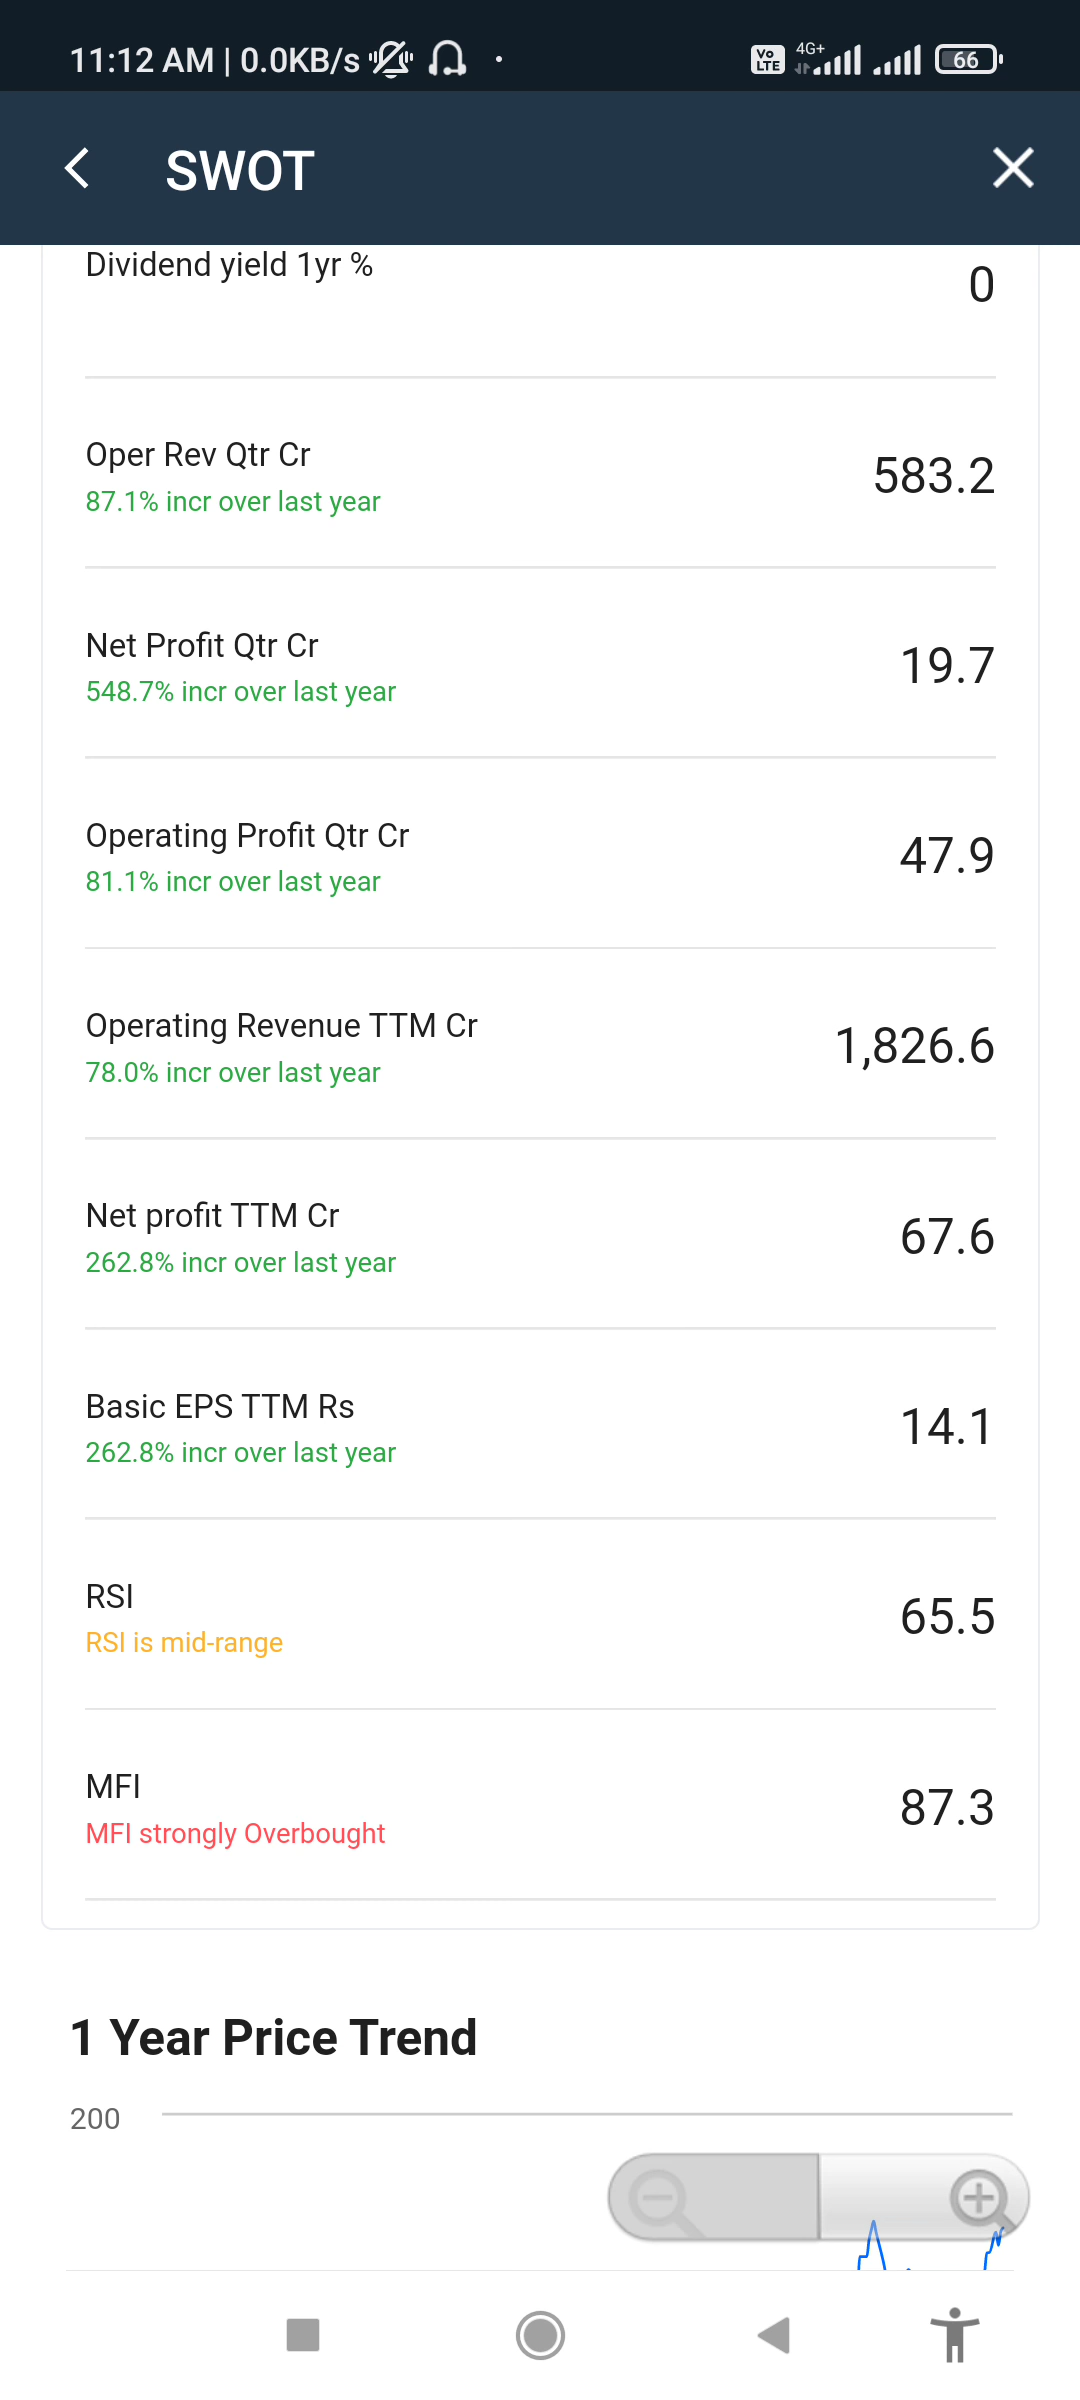 11:12 AM | 0.0KB/s
Vo LTE 4G+ 66
SWOT
Dividend yield 1yr %
0
Oper Rev Qtr Cr
87.1% incr over last year
583.2
Net Profit Qtr Cr
548.7% incr over last year
19.7
Operating Profit Qtr Cr
81.1% incr over last year
47.9
Operating Revenue TTM Cr
78.0% incr over last year
1,826.6
Net profit TTM Cr
262.8% incr over last year
67.6
Basic EPS TTM Rs
262.8% incr over last year
14.1
RSI
RSI is mid-range
65.5
MFI
MFI strongly Overbought
87.3
1 Year Price Trend
200